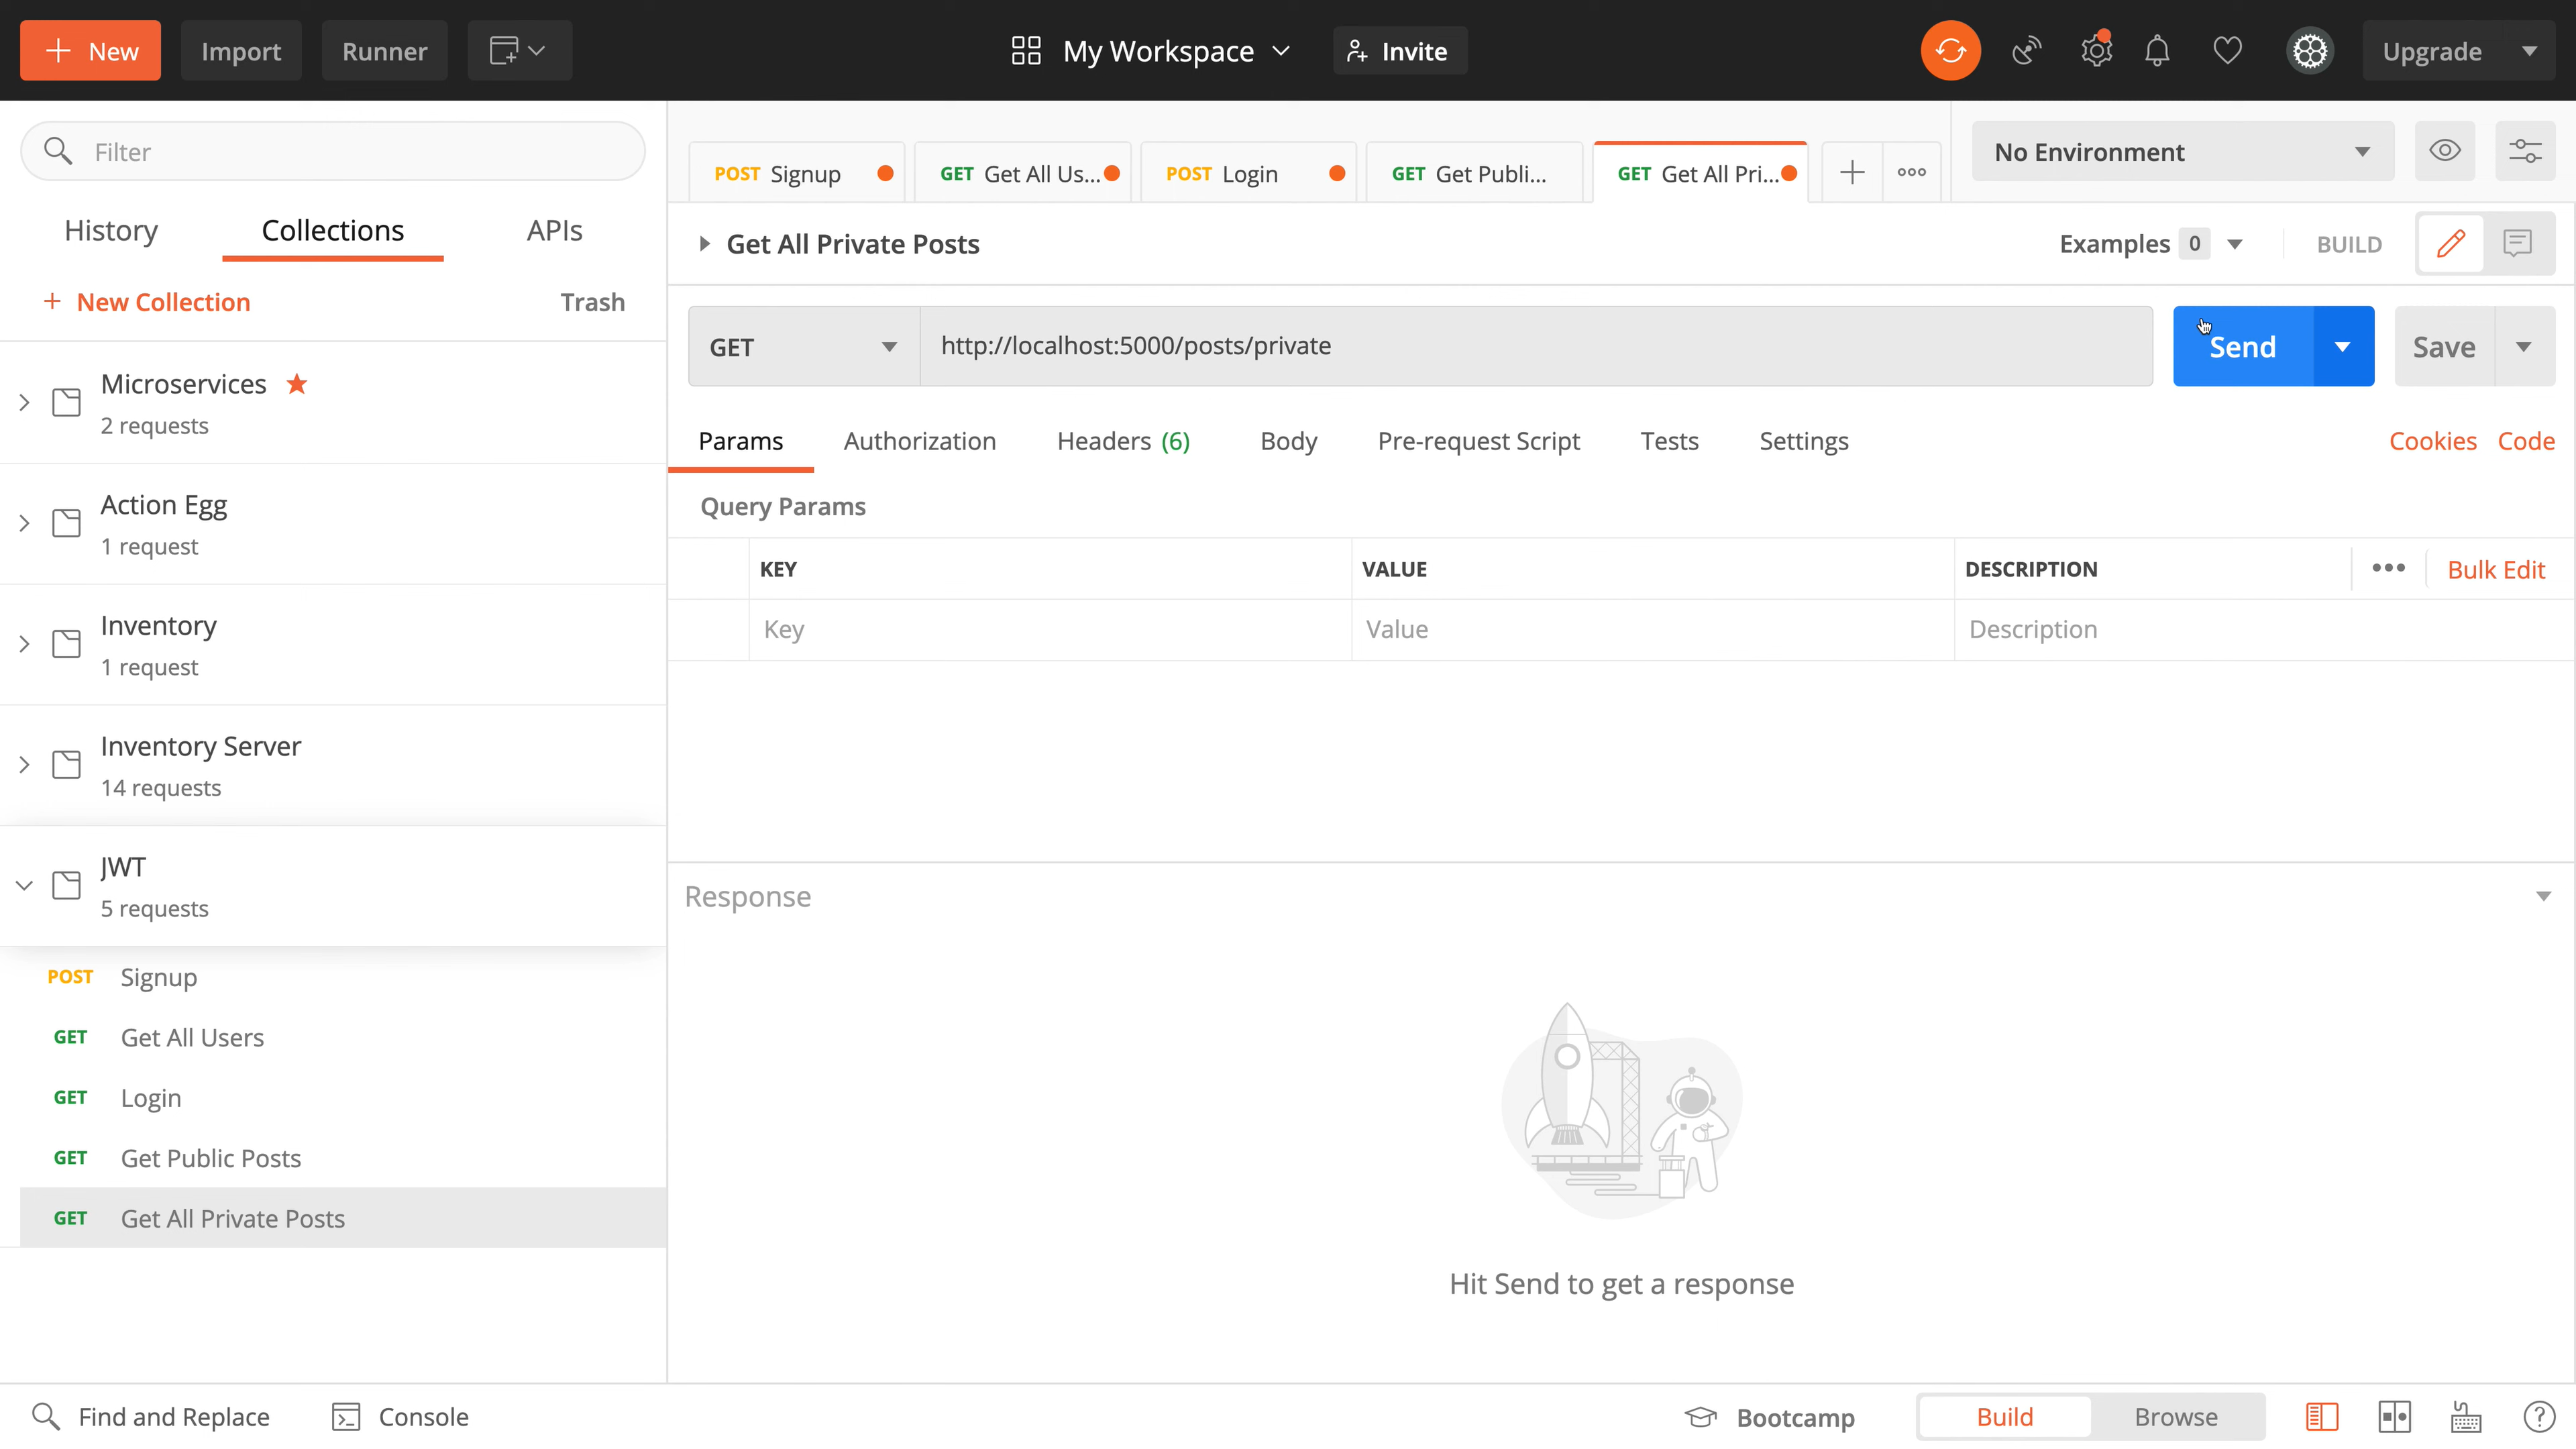 New
Import
Runner
My Workspace
Invite
Upgrade
Filter
History
Collections
APIs
New Collection
Trash
Microservices
2 requests
Action Egg
1 request
Inventory
1 request
Inventory Server
14 requests
JWT
5 requests
POST Signup
GET Get All Users
GET Login
GET Get Public Posts
GET Get All Private Posts
POST Signup
GET Get All Us...
POST Login
GET Get Publi...
GET Get All Pri...
No Environment
Get All Private Posts
Examples 0
BUILD
GET
http://localhost:5000/posts/private
Send
Save
Params
Authorization
Headers (6)
Body
Pre-request Script
Tests
Settings
Cookies
Code
Query Params
KEY
VALUE
DESCRIPTION
Bulk Edit
Key
Value
Description
Response
Hit Send to get a response
Find and Replace
Console
Bootcamp
Build
Browse